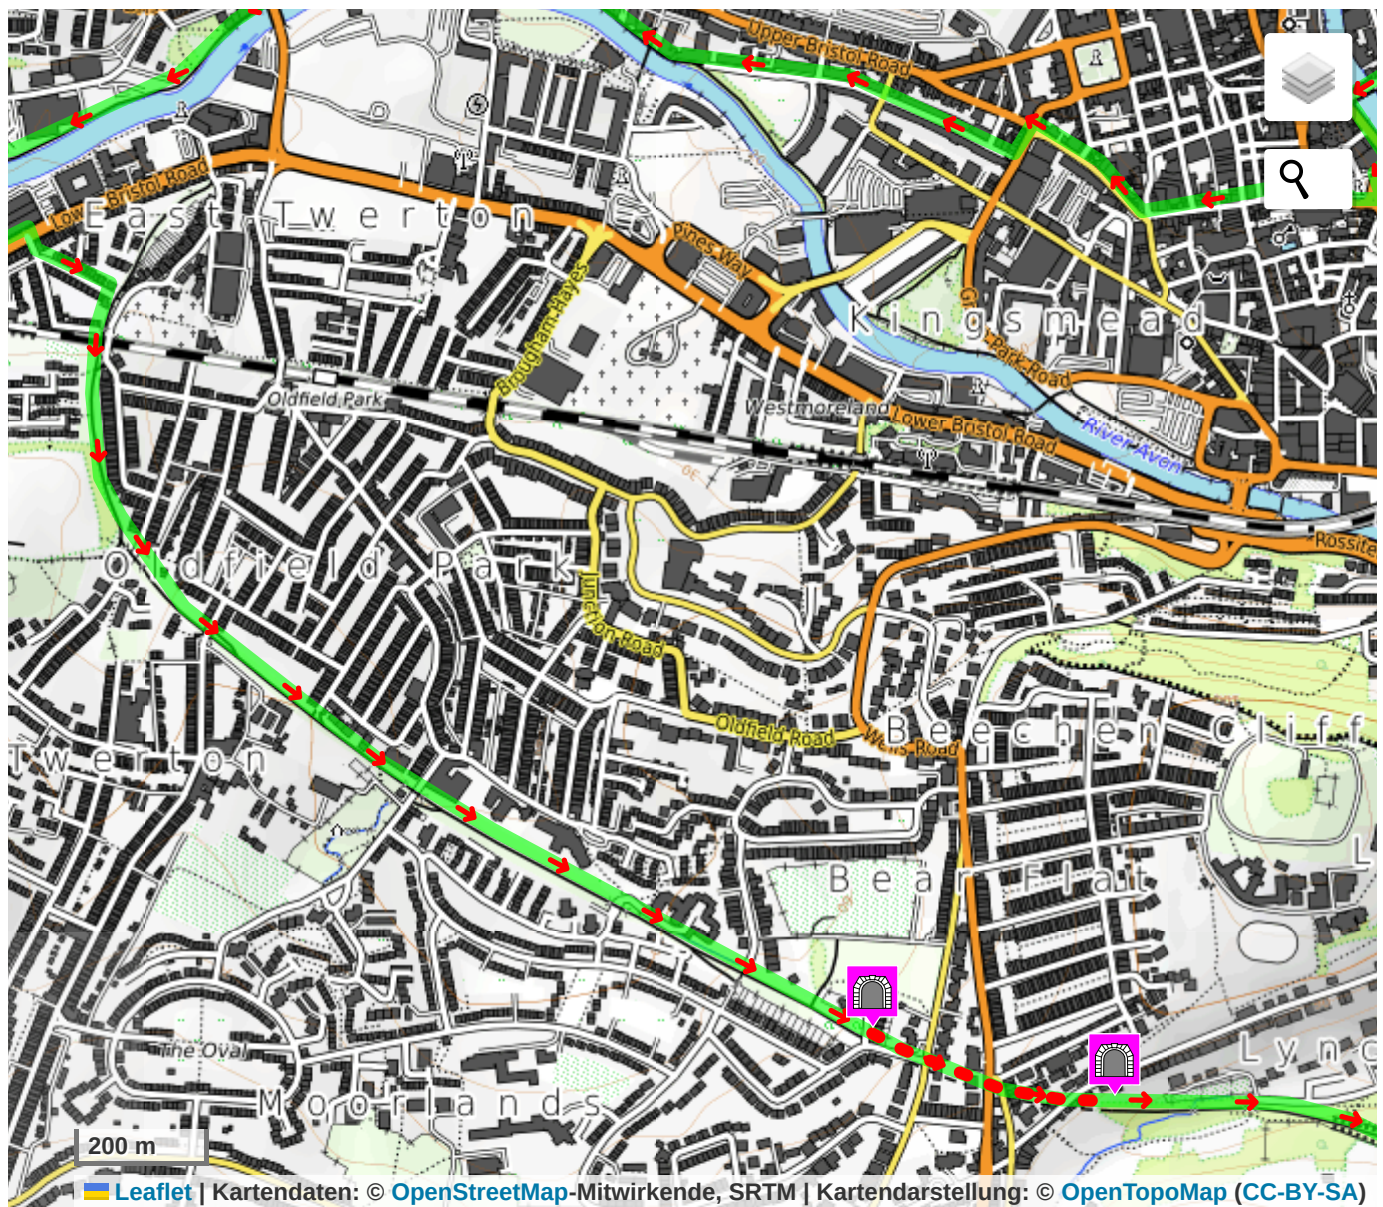 Upper Bristol Road
Lower Bristol Road
East Twerton
Pines Way
Brougham Hayes
Kingsmead
Park Road
Oldfield Park
Westmoreland
Lower Bristol Road
River Avon
Rossite
Oldfield Park
Junction Road
Oldfield Road
Wells Road
Beechen Cliff
Twerton
Bear Flat
L
The Oval
Lync
Moorlands
200 m
Leaflet | Kartendaten: © OpenStreetMap-Mitwirkende, SRTM | Kartendarstellung: © OpenTopoMap (CC-BY-SA)